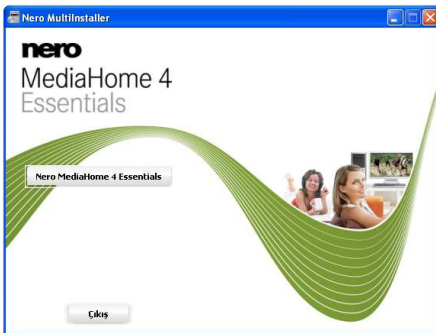 Nero MultiInstaller
nero
MediaHome 4
Essentials
Nero MediaHome 4 Essentials
Çıkış